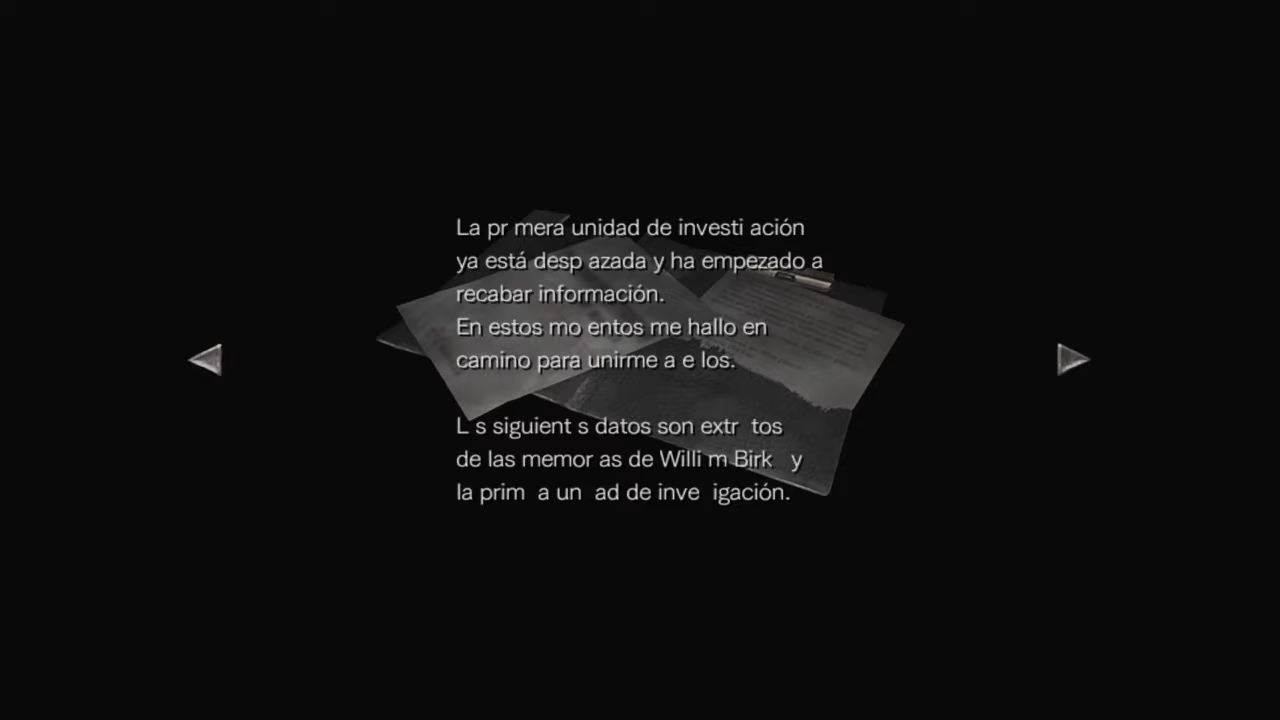 La pr mera unidad de investi ación
ya está desp azada y ha empezado a
recabar información.
En estos mo entos me hallo en
camino para unirme a e los.
L s siguient s datos son extr  tos
de las memor as de Willi m Birk   y
la prim  a un  ad de inve  igación.